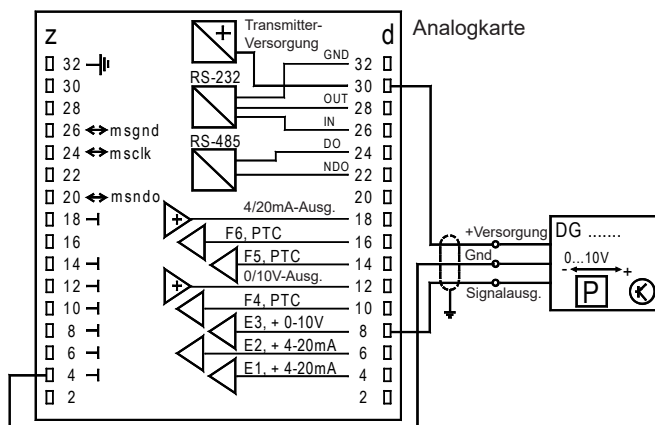 Analogkarte
z
d
Transmitter-
Versorgung
+
32
GND
32
30
RS-232
30
28
OUT
28
26 msgnd
IN
26
24 msclk
RS-485
DO
24
22
NDO
22
20 msndo
20
18
+
4/20mA-Ausg.
18
16
F6, PTC
16
14
F5, PTC
14
12
+
0/10V-Ausg.
12
10
F4, PTC
10
8
E3, + 0-10V
8
6
E2, + 4-20mA
6
4
E1, + 4-20mA
4
2
2
+Versorgung
Gnd
Signalausg.
DG .......
0...10V
- +
P
K